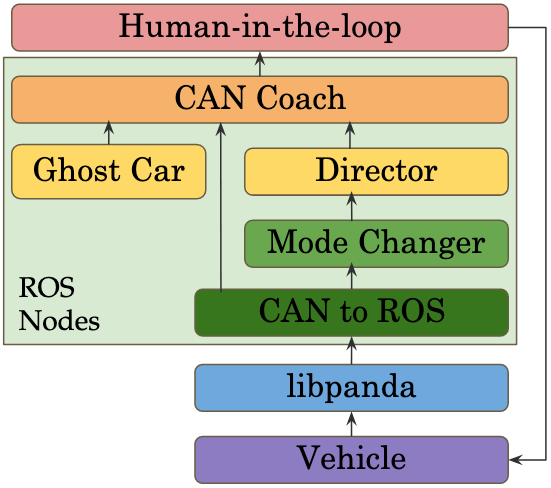 Human-in-the-loop
CAN Coach
Ghost Car
Director
Mode Changer
ROS
Nodes
CAN to ROS
libpanda
Vehicle